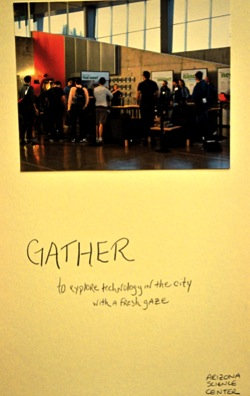 GATHER
to explore technology in the city
with a fresh gaze
ARIZONA
SCIENCE
CENTER